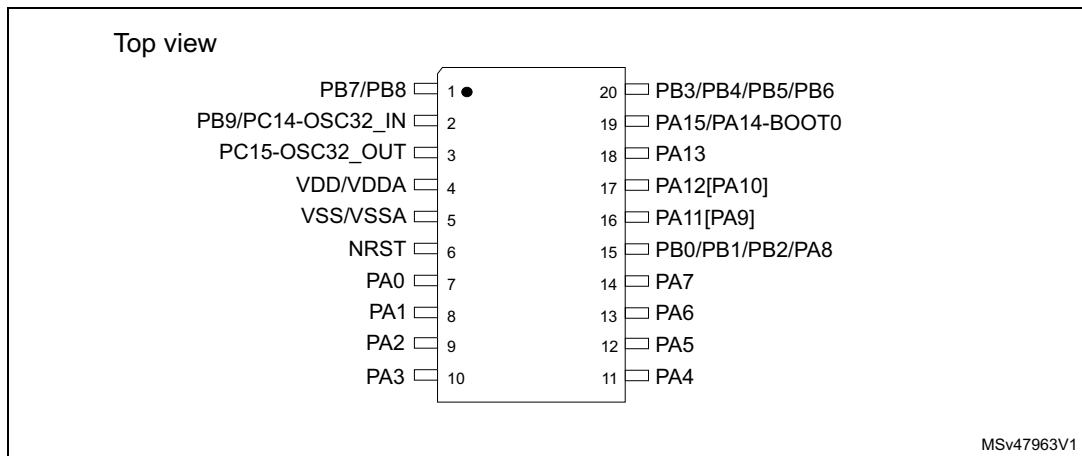 Top view
PB7/PB8 1 20 PB3/PB4/PB5/PB6
PB9/PC14-OSC32_IN 2 19 PA15/PA14-BOOT0
PC15-OSC32_OUT 3 18 PA13
VDD/VDDA 4 17 PA12[PA10]
VSS/VSSA 5 16 PA11[PA9]
NRST 6 15 PB0/PB1/PB2/PA8
PA0 7 14 PA7
PA1 8 13 PA6
PA2 9 12 PA5
PA3 10 11 PA4
MSv47963V1